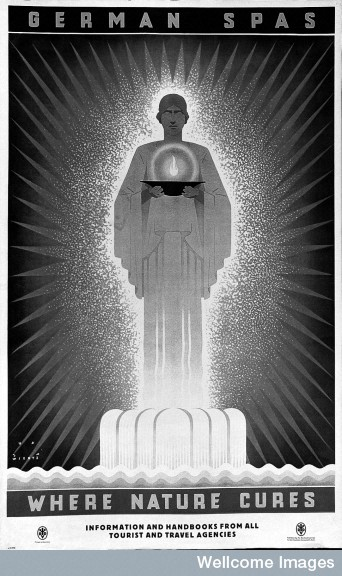 GERMAN SPAS
WHERE NATURE CURES
INFORMATION AND HANDBOOKS FROM ALL
TOURIST AND TRAVEL AGENCIES
Wellcome Images